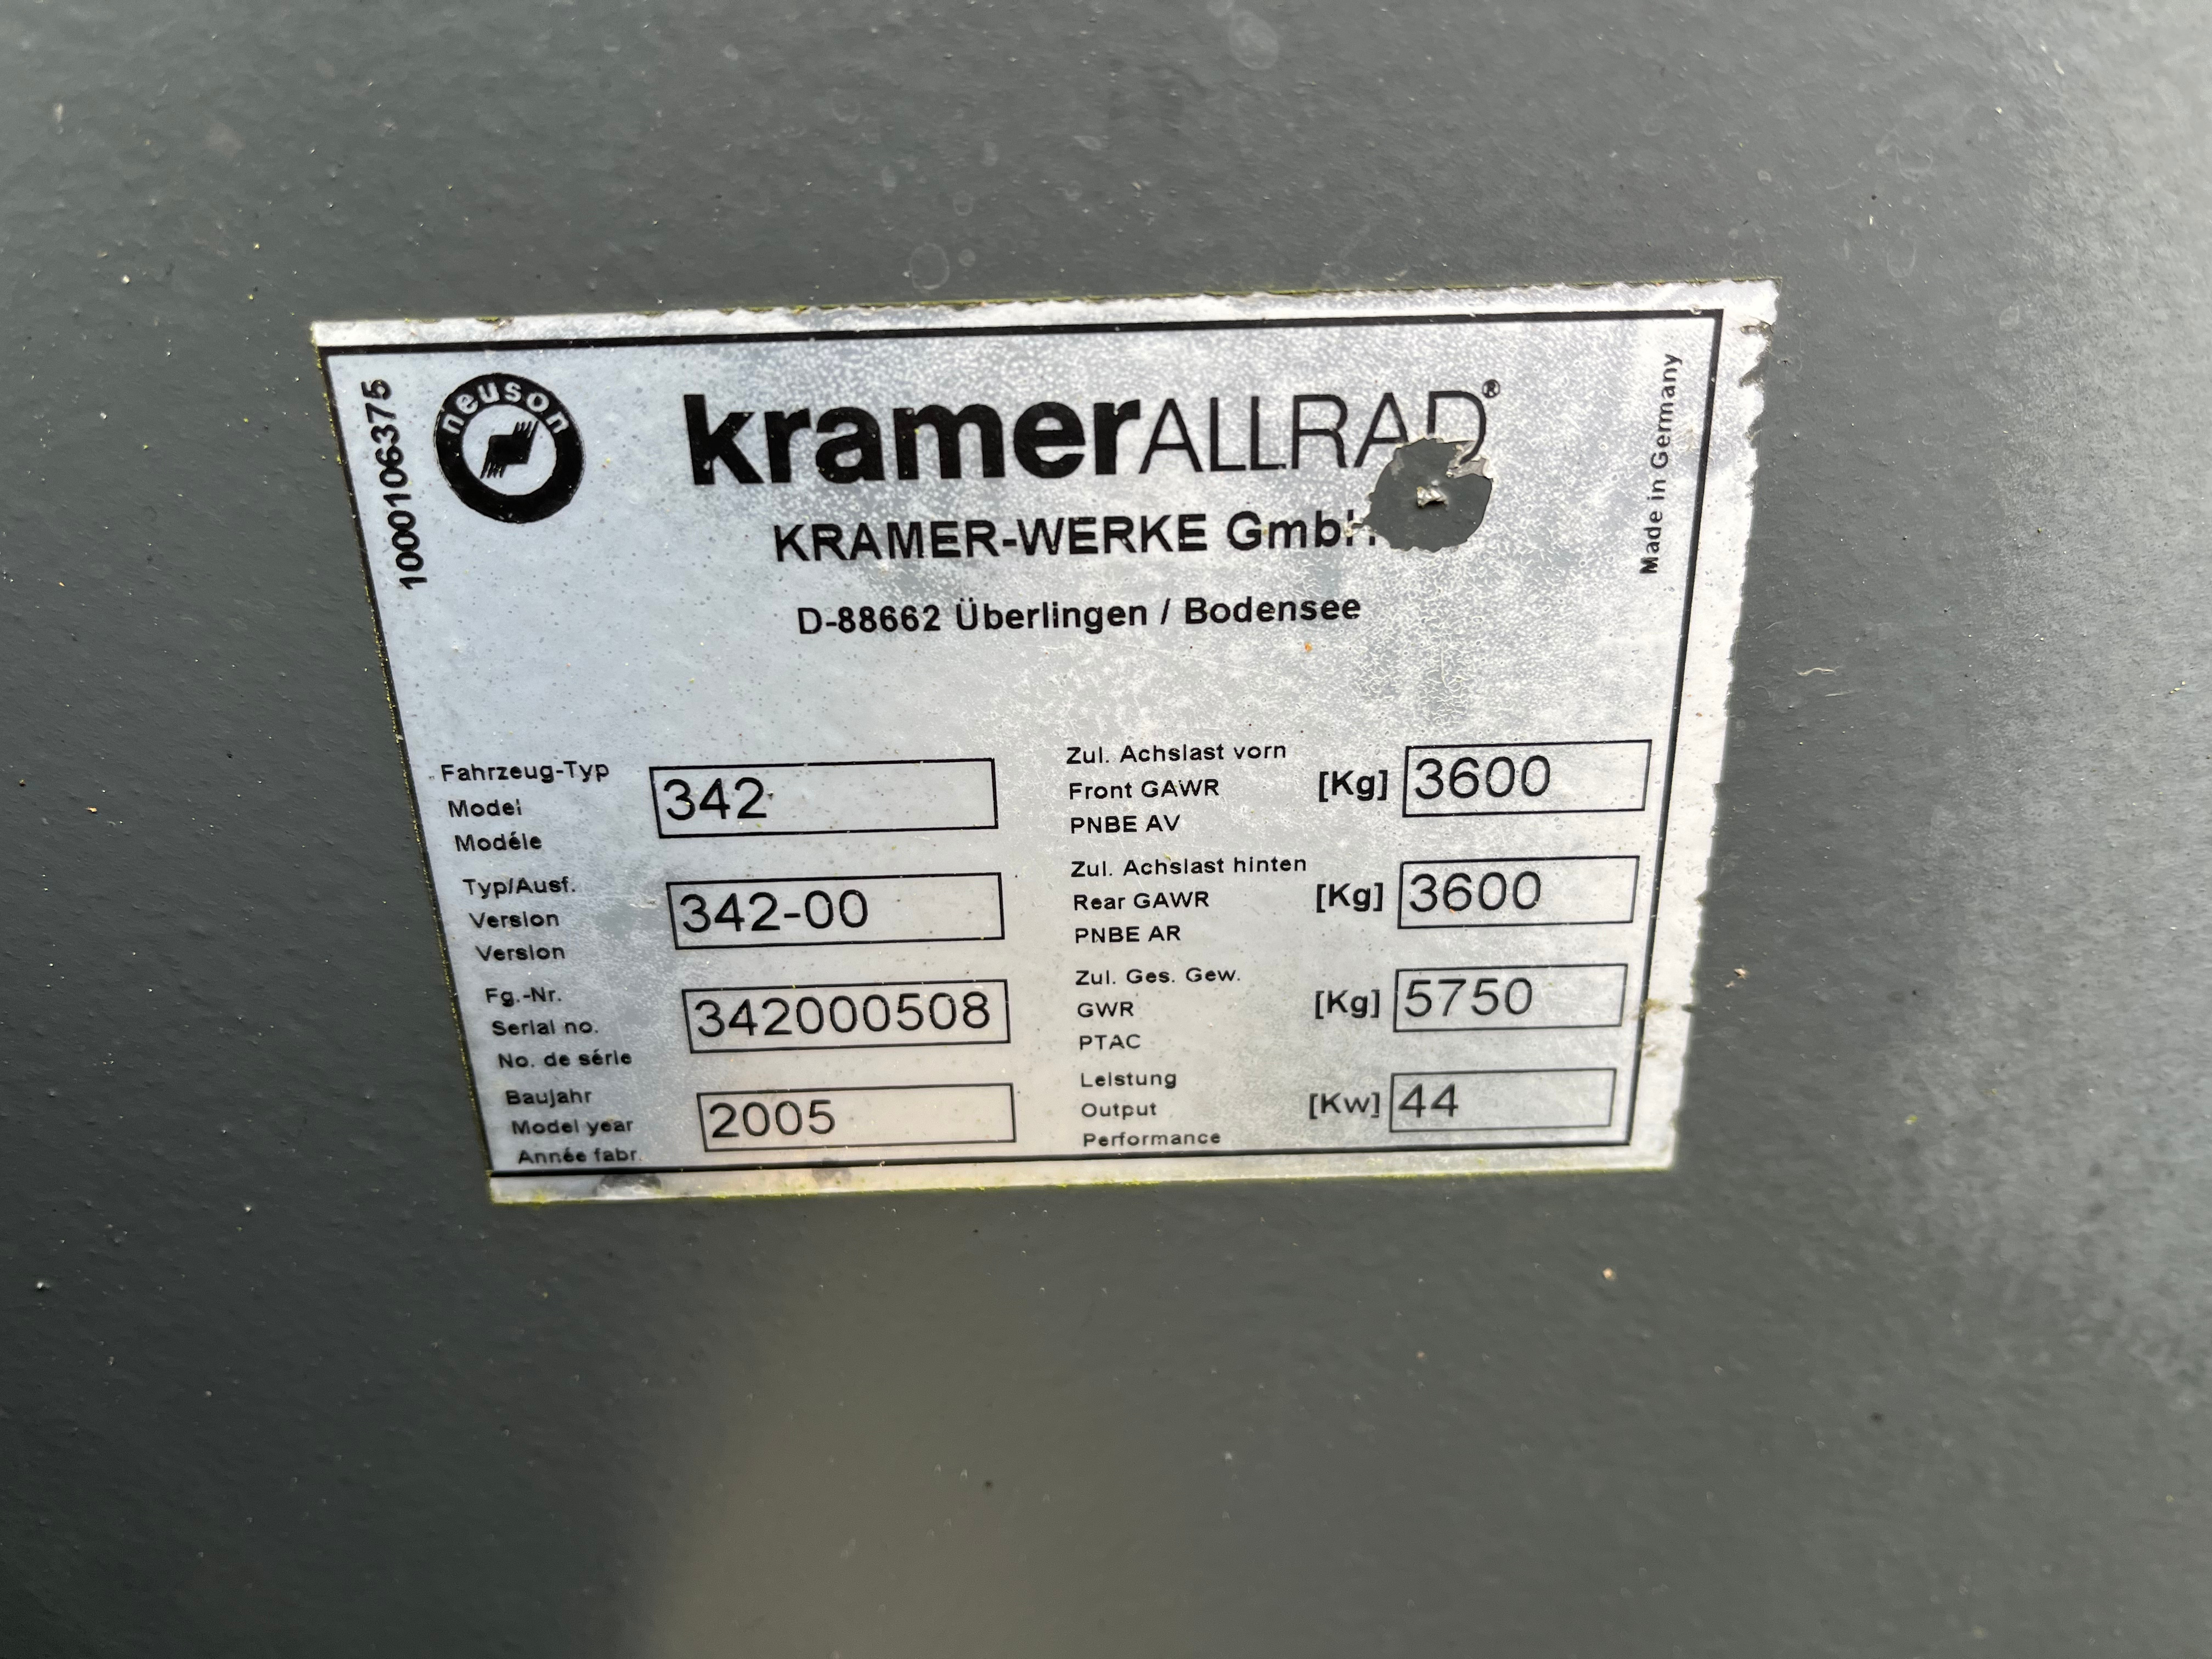 1000106375
neuson
kramerALLRAD®
KRAMER-WERKE GmbH
D-88662 Überlingen / Bodensee
Made in Germany
Fahrzeug-Typ
Model
Modéle
342
Typ/Ausf.
Version
Version
342-00
Fg.-Nr.
Serial no.
No. de série
342000508
Baujahr
Model year
Année fabr.
2005
Zul. Achslast vorn
Front GAWR
PNBE AV
[Kg] 3600
Zul. Achslast hinten
Rear GAWR
PNBE AR
[Kg] 3600
Zul. Ges. Gew.
GWR
PTAC
[Kg] 5750
Leistung
Output
Performance
[Kw] 44